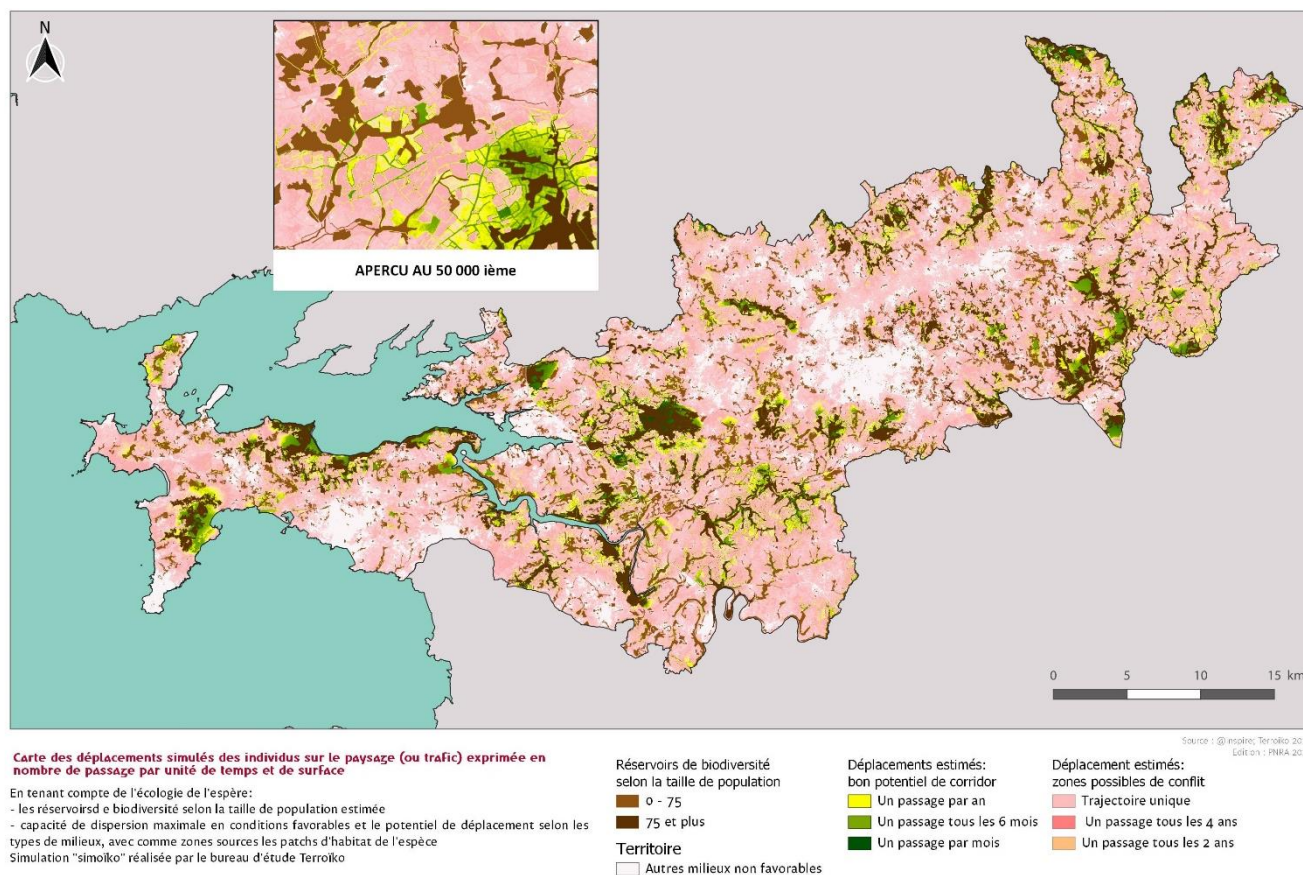 N
APERCU AU 50 000 ième
0 5 10 15 km
Source : @inspire; Terroïko 20
Edition : PNRA 20
Carte des déplacements simulés des individus sur le paysage (ou trafic) exprimée en
nombre de passage par unité de temps et de surface
En tenant compte de l'écologie de l'espère:
- les réservoirsd e biodiversité selon la taille de population estimée
- capacité de dispersion maximale en conditions favorables et le potentiel de déplacement selon les
types de milieux, avec comme zones sources les patchs d'habitat de l'espèce
Simulation "simoïko" réalisée par le bureau d'étude Terroïko
Réservoirs de biodiversité
selon la taille de population
0 - 75
75 et plus
Territoire
Autres milieux non favorables
Déplacements estimés:
bon potentiel de corridor
Un passage par an
Un passage tous les 6 mois
Un passage par mois
Déplacement estimés:
zones possibles de conflit
Trajectoire unique
Un passage tous les 4 ans
Un passage tous les 2 ans